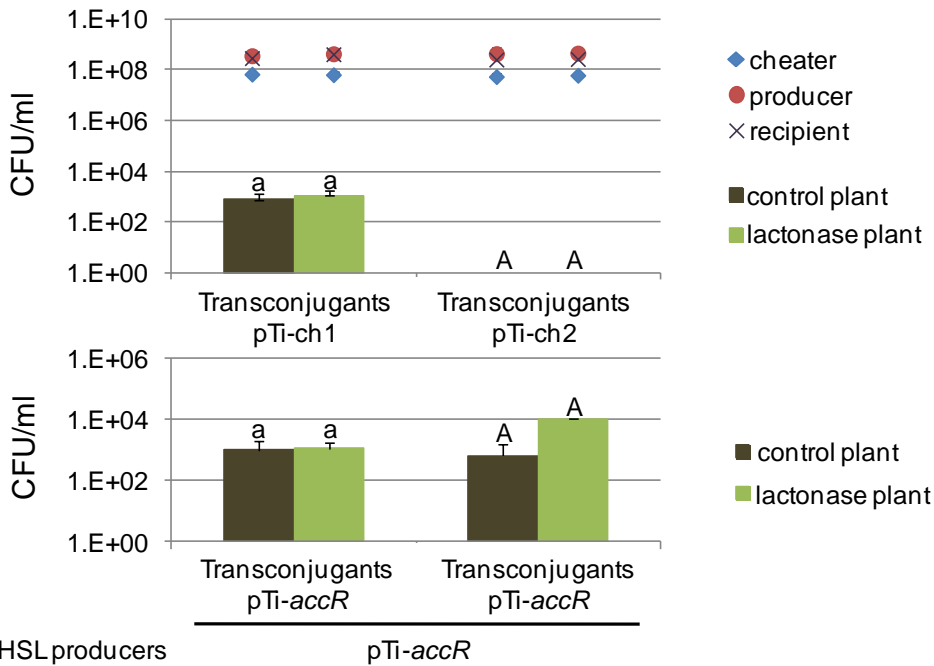 1.E+10
1.E+08
1.E+06
1.E+04
1.E+02
1.E+00
CFU/ml
a a
A A
Transconjugants Transconjugants
pTi-ch1 pTi-ch2
cheater
producer
recipient
control plant
lactonase plant
1.E+06
1.E+04
1.E+02
1.E+00
CFU/ml
a a
A A
Transconjugants Transconjugants
pTi-accR pTi-accR
control plant
lactonase plant
HSL producers pTi-accR